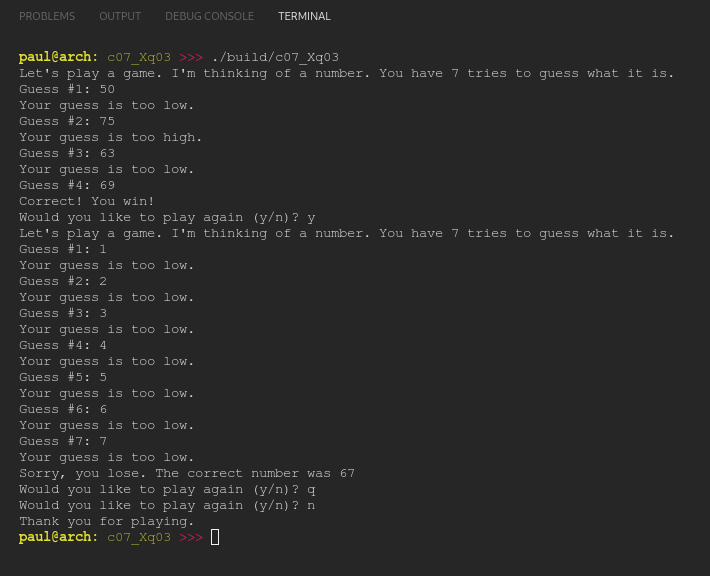 PROBLEMS OUTPUT DEBUG CONSOLE TERMINAL
paul@arch: c07_Xq03 >>> ./build/c07_Xq03
Let's play a game. I'm thinking of a number. You have 7 tries to guess what it is.
Guess #1: 50
Your guess is too low.
Guess #2: 75
Your guess is too high.
Guess #3: 63
Your guess is too low.
Guess #4: 69
Correct! You win!
Would you like to play again (y/n)? y
Let's play a game. I'm thinking of a number. You have 7 tries to guess what it is.
Guess #1: 1
Your guess is too low.
Guess #2: 2
Your guess is too low.
Guess #3: 3
Your guess is too low.
Guess #4: 4
Your guess is too low.
Guess #5: 5
Your guess is too low.
Guess #6: 6
Your guess is too low.
Guess #7: 7
Your guess is too low.
Sorry, you lose. The correct number was 67
Would you like to play again (y/n)? q
Would you like to play again (y/n)? n
Thank you for playing.
paul@arch: c07_Xq03 >>>